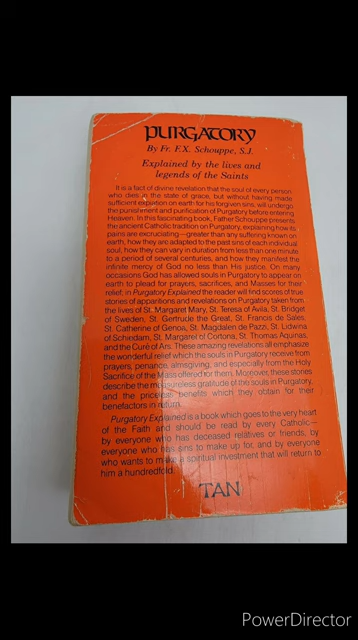 PURGATORY
By Fr. F.X. Schouppe, S.J.
Explained by the lives and
legends of the Saints
It is a fact of divine revelation that the soul of every person
who dies in the state of grace, but without having made
sufficient expiation on earth for his forgiven sins, will undergo
the punishment and purification of Purgatory before entering
Heaven. In this fascinating book, Father Schouppe presents
the ancient Catholic tradition on Purgatory, explaining how its
pains are excruciating—greater than any suffering known on
earth, how they are adapted to the past sins of each individual
soul, how they can vary in duration from less than one minute
to a period of several centuries, and how they manifest the
infinite mercy of God no less than His justice. On many
occasions God has allowed souls in Purgatory to appear on
earth to plead for prayers, sacrifices, and Masses for their
relief; in Purgatory Explained the reader will find scores of true
stories of apparitions and revelations on Purgatory taken from
the lives of St. Margaret Mary, St. Teresa of Avila, St. Bridget
of Sweden, St. Gertrude the Great, St. Francis de Sales,
St. Catherine of Genoa, St. Magdalen de Pazzi, St. Lidwina
of Schiedam, St. Margaret of Cortona, St. Thomas Aquinas,
and the Curé of Ars. These amazing revelations all emphasize
the wonderful relief which the souls in Purgatory receive from
prayers, penance, almsgiving, and especially from the Holy
Sacrifice of the Mass offered for them. Moreover, these stories
describe the measureless gratitude of the souls in Purgatory,
and the priceless benefits which they obtain for their
benefactors in return.
Purgatory Explained is a book which goes to the very heart
of the Faith and should be read by every Catholic—
by everyone who has deceased relatives or friends, by
everyone who has sins to make up for, and by everyone
who wants to make a spiritual investment that will return to
him a hundredfold.
TAN
PowerDirector